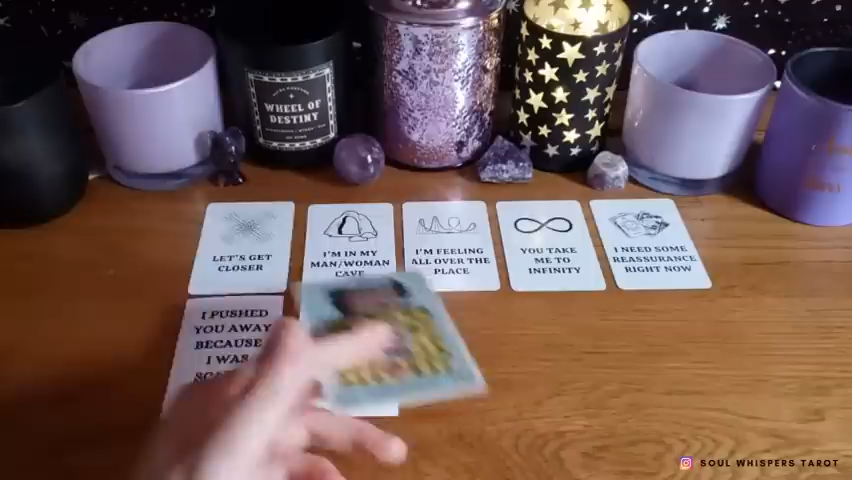 WHEEL OF
DESTINY
LET'S GET
CLOSER
I'M IN MY
MAN/WOMAN
CAVE
I'M FEELING
ALL OVER THE
PLACE
YOU TAKE
ME TO
INFINITY
I NEED SOME
REASSURANCE
RIGHT NOW
I PUSHED
YOU AWAY
BECAUSE
I WAS
SOUL WHISPERS TAROT